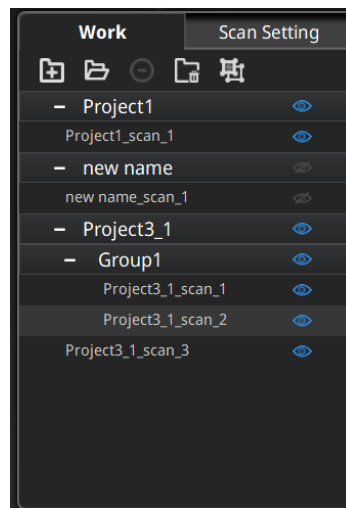 Work Scan Setting
Project1
Project1_scan_1
new name
new name_scan_1
Project3_1
Group1
Project3_1_scan_1
Project3_1_scan_2
Project3_1_scan_3